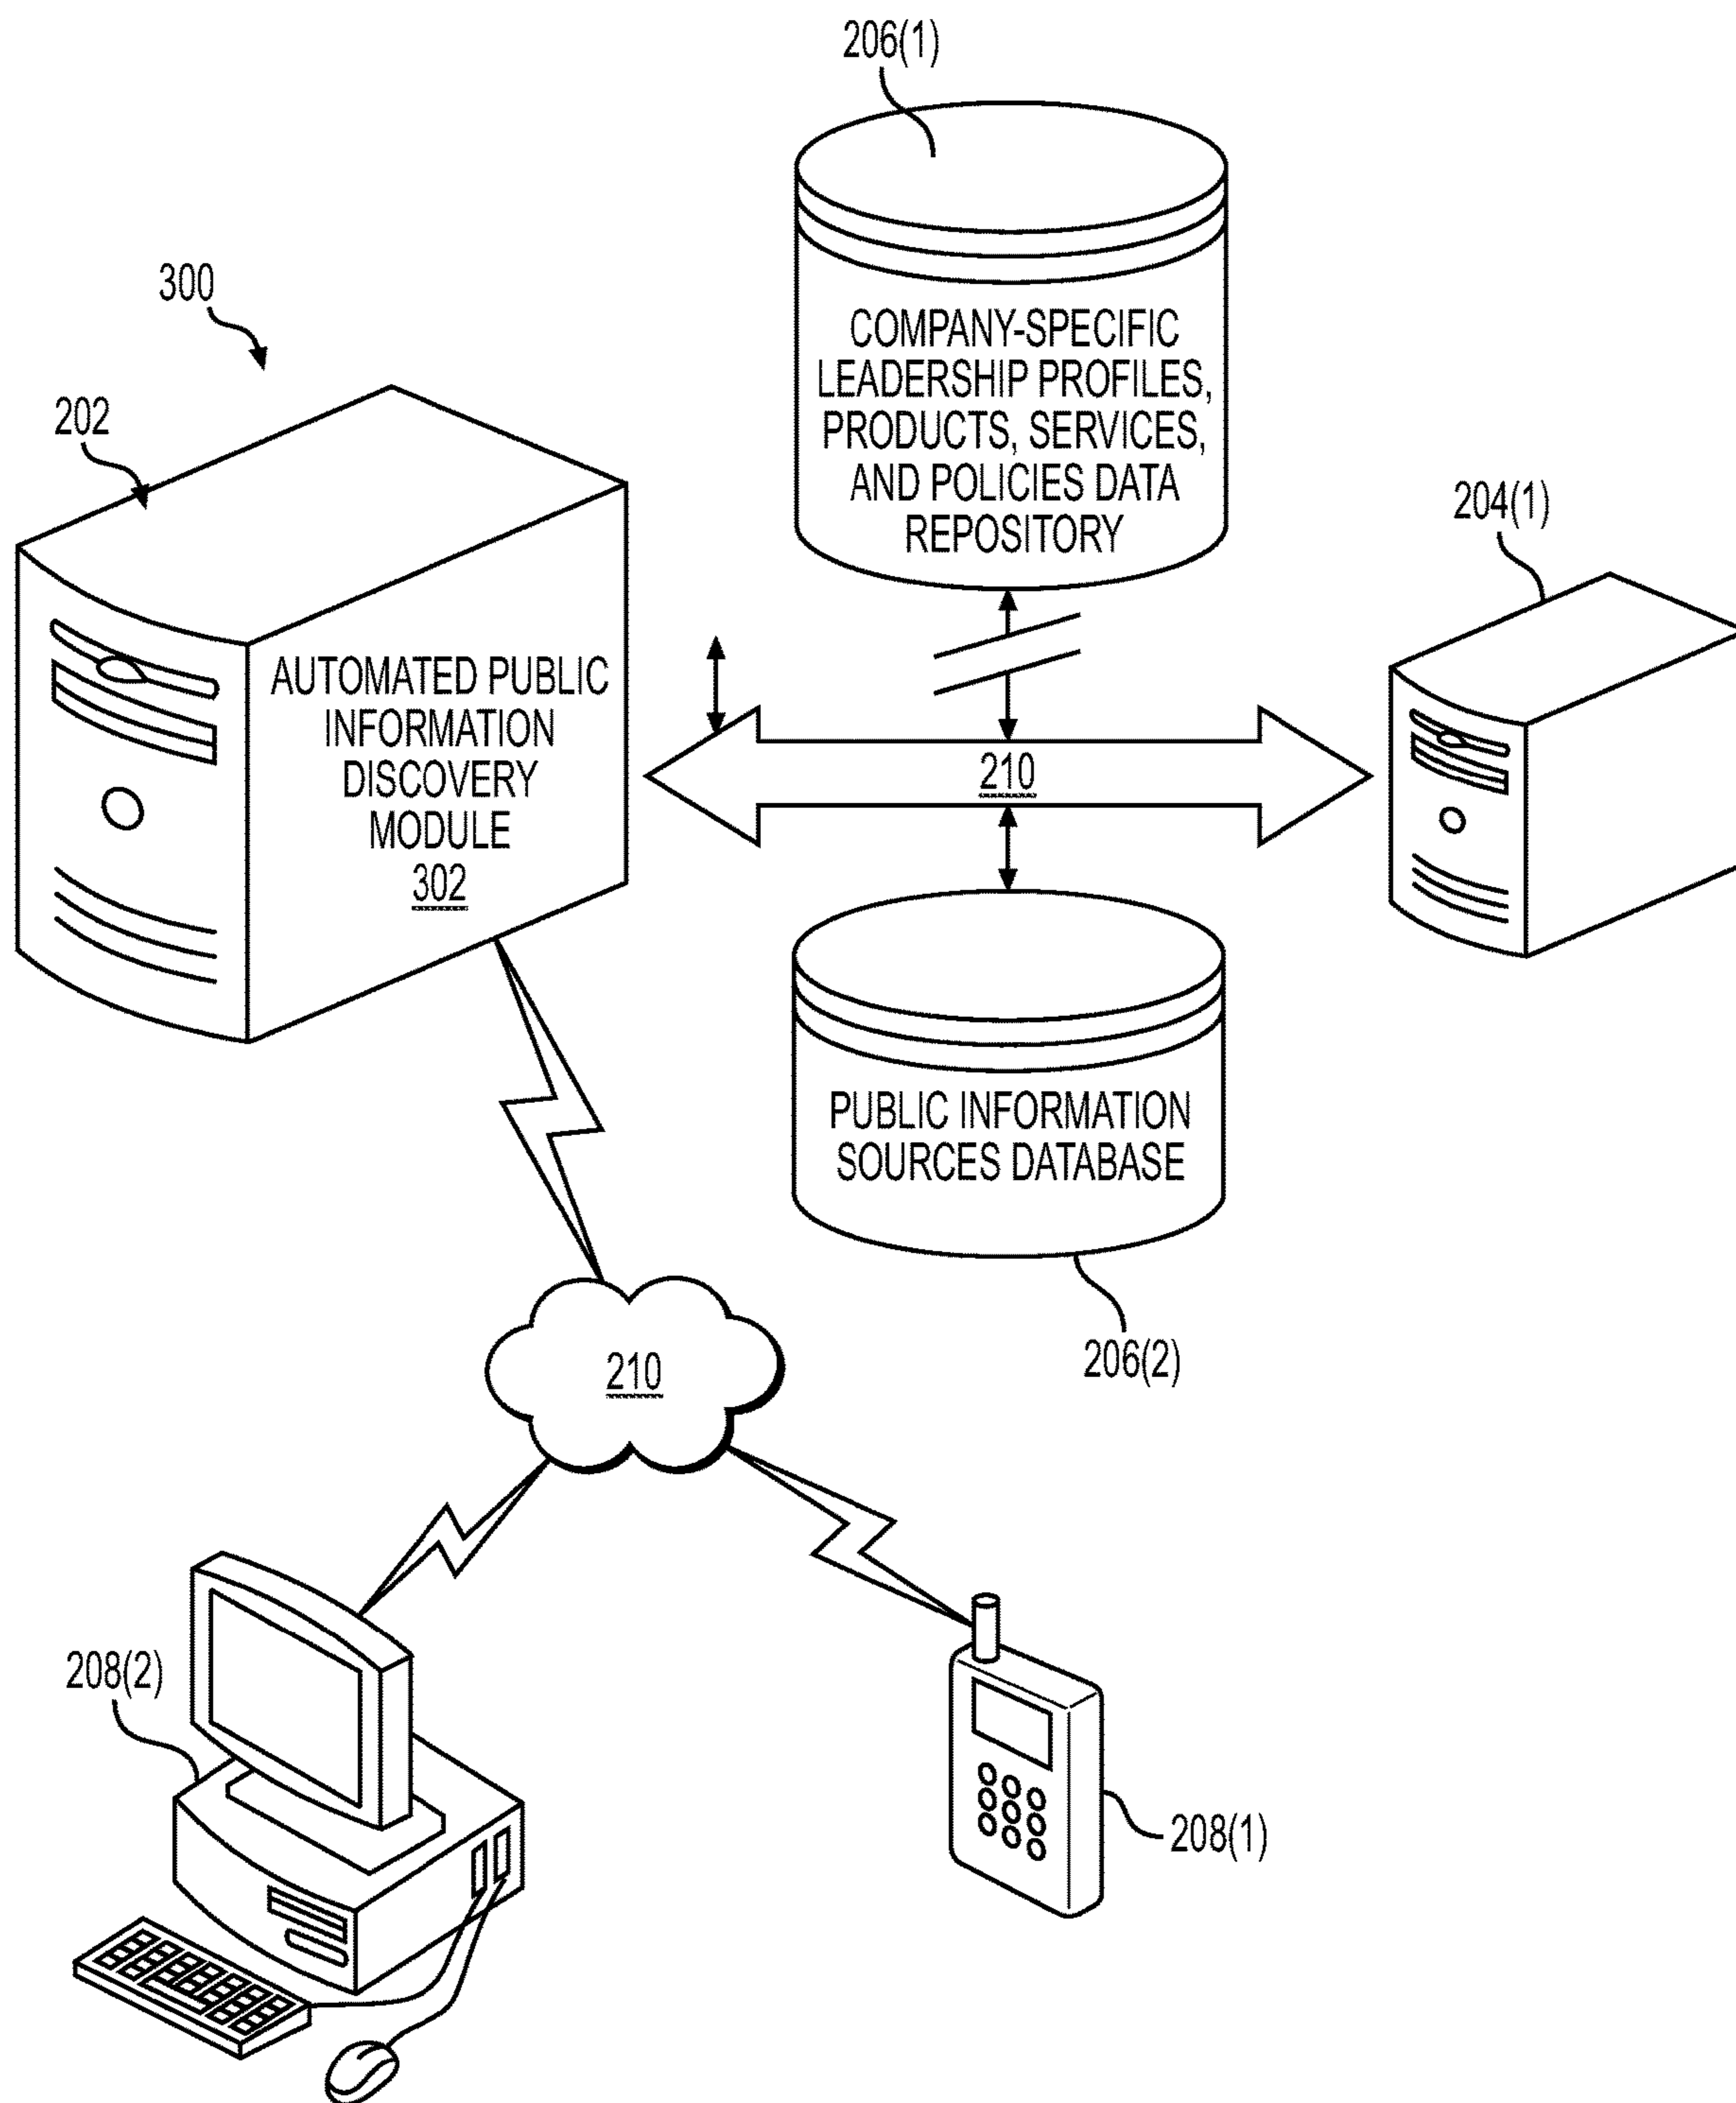 206(1)
300
COMPANY-SPECIFIC
LEADERSHIP PROFILES,
PRODUCTS, SERVICES,
AND POLICIES DATA
REPOSITORY
202
204(1)
AUTOMATED PUBLIC
INFORMATION
DISCOVERY
MODULE
302
210
PUBLIC INFORMATION
SOURCES DATABASE
206(2)
210
208(2)
208(1)